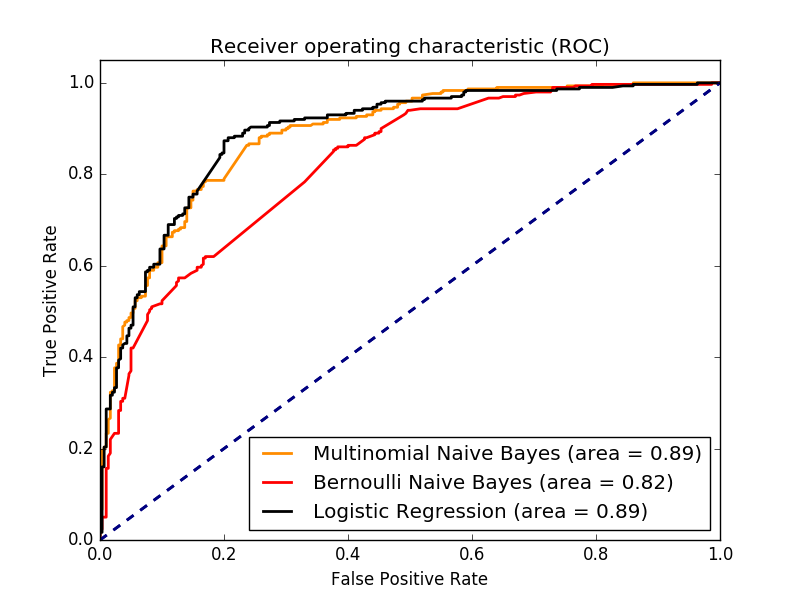 Receiver operating characteristic (ROC)
1.0
0.8
0.6
0.4
0.2
0.0
True Positive Rate
Multinomial Naive Bayes (area = 0.89)
Bernoulli Naive Bayes (area = 0.82)
Logistic Regression (area = 0.89)
0.0 0.2 0.4 0.6 0.8 1.0
False Positive Rate